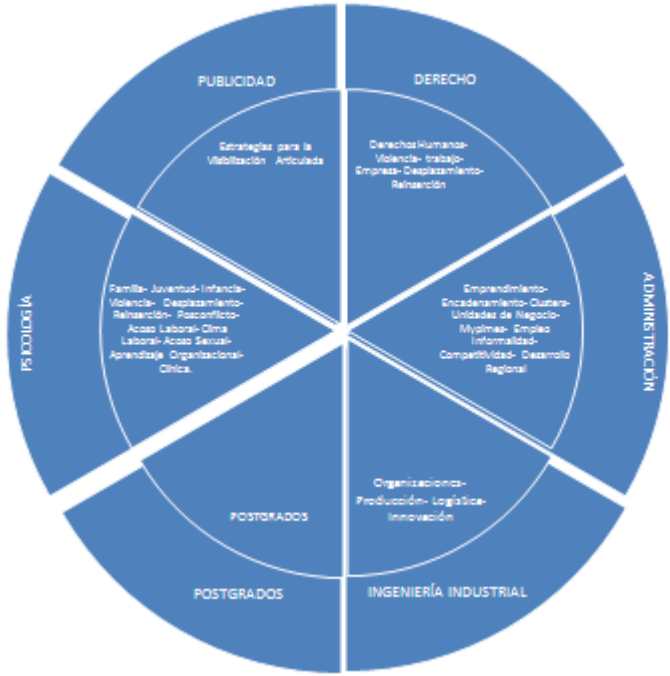 PUBLICIDAD
DERECHO
Estrategias para la
Visibilización Articulada
Derechos Humanos-
Violencia- trabajo-
Empresa- Desplazamiento-
Reinserción
PSICOLOGÍA
Familia- Juventud- Infancia-
Violencia- Desplazamiento-
Reinserción- Posconflicto-
Acoso Laboral- Clima
Laboral- Acoso Sexual-
Aprendizaje Organizacional-
Clínica.
Emprendimiento-
Encadenamiento- Clusters-
Unidades de Negocio-
Mypimes- Empleo
Informalidad-
Competitividad- Desarrollo
Regional
ADMINISTRACIÓN
POSTGRADOS
Organizaciones-
Producción- Logística-
Innovación
POSTGRADOS
INGENIERÍA INDUSTRIAL